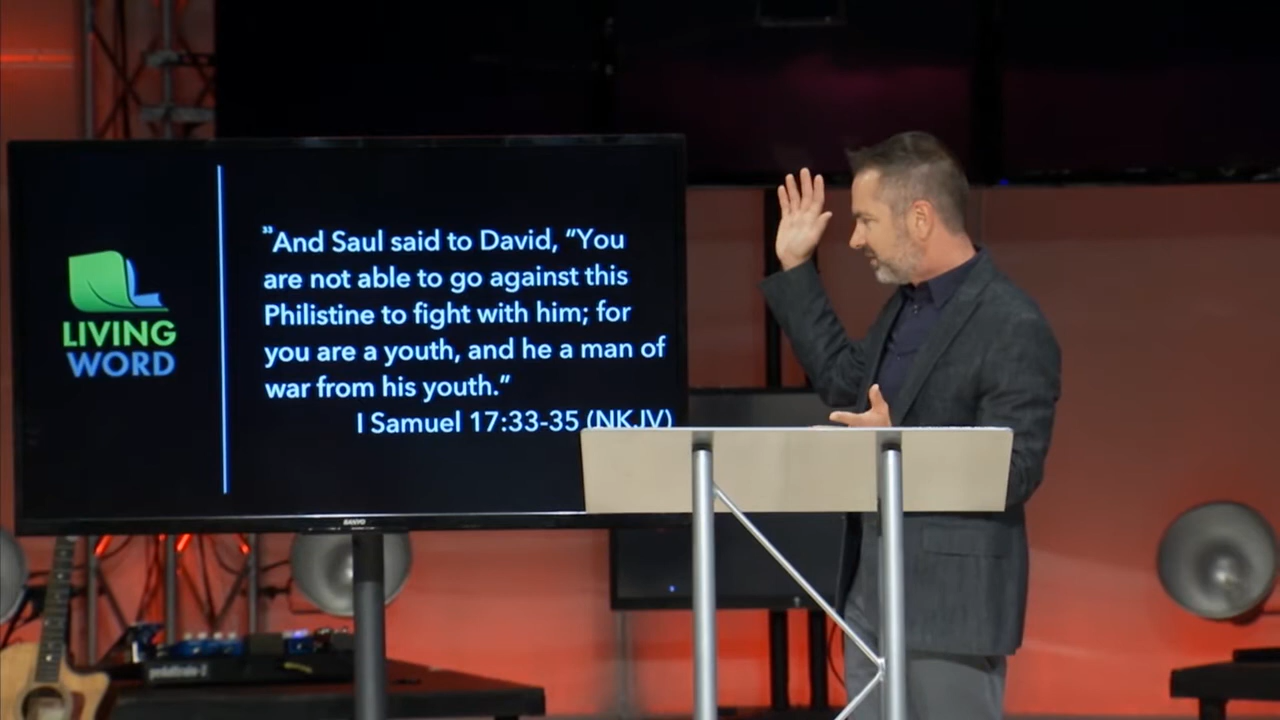 LIVING
WORD
³³And Saul said to David, “You
are not able to go against this
Philistine to fight with him; for
you are a youth, and he a man of
war from his youth.”
I Samuel 17:33-35 (NKJV)
SANYO